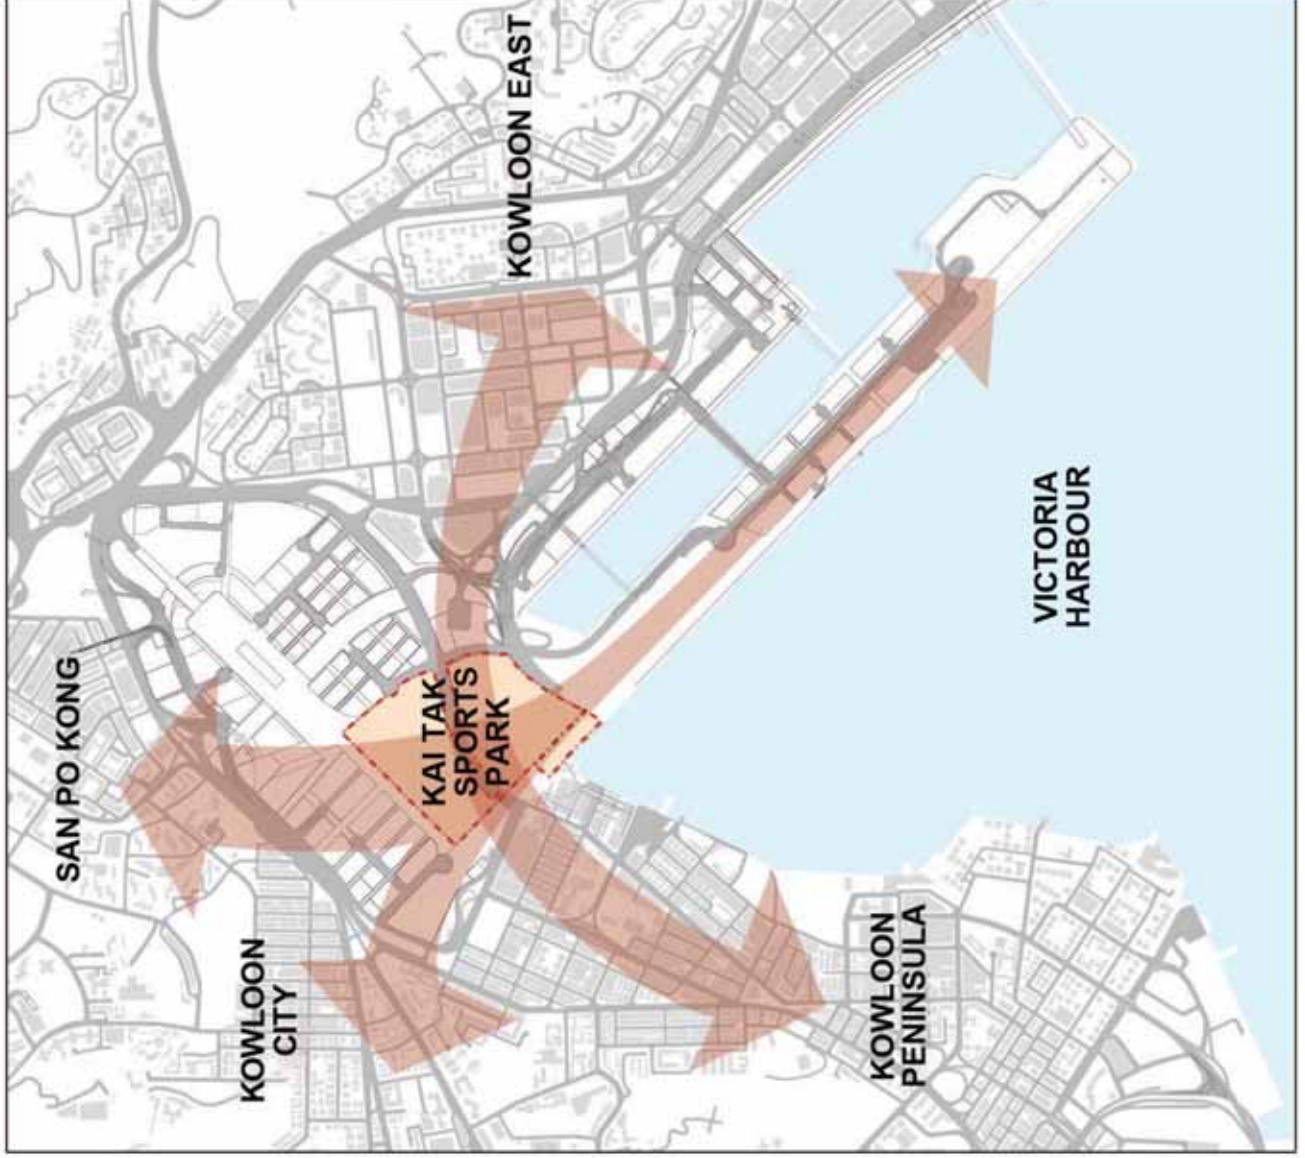 SAN PO KONG
KOWLOON
CITY
KAI TAK
SPORTS
PARK
KOWLOON EAST
KOWLOON
PENINSULA
VICTORIA
HARBOUR